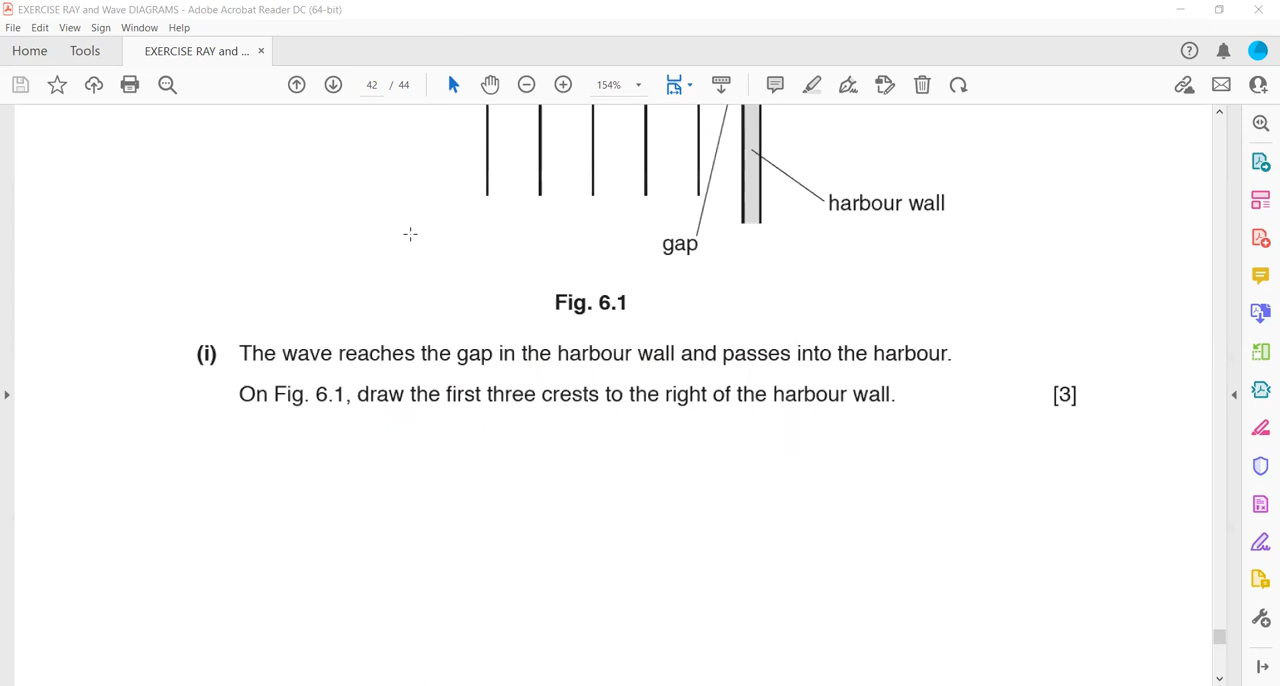 EXERCISE RAY and Wave DIAGRAMS - Adobe Acrobat Reader DC (64-bit)
File Edit View Sign Window Help
Home Tools EXERCISE RAY and ... ×
42 / 44 154%
harbour wall
gap
Fig. 6.1
(i) The wave reaches the gap in the harbour wall and passes into the harbour.
On Fig. 6.1, draw the first three crests to the right of the harbour wall. [3]